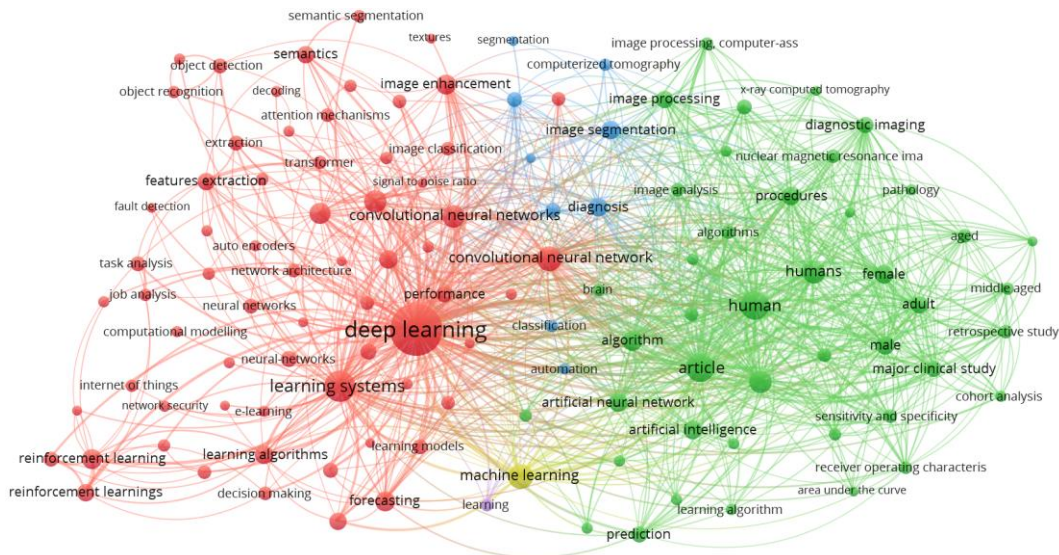 semantic segmentation
textures
segmentation
image processing, computer-ass
semantics
object detection
computerized tomography
object recognition
decoding
image enhancement
image processing
x-ray computed tomography
attention mechanisms
image segmentation
diagnostic imaging
extraction
image classification
transformer
nuclear magnetic resonance ima
features extraction
signal to noise ratio
image analysis
procedures
pathology
fault detection
convolutional neural networks
diagnosis
auto encoders
algorithms
aged
task analysis
network architecture
convolutional neural network
humans
female
job analysis
performance
brain
middle aged
neural networks
human
adult
computational modelling
deep learning
classification
algorithm
retrospective study
male
neural-networks
article
automation
major clinical study
internet of things
learning systems
cohort analysis
network security
e-learning
artificial neural network
sensitivity and specificity
artificial intelligence
learning models
reinforcement learning
learning algorithms
receiver operating characteris
machine learning
reinforcement learnings
decision making
area under the curve
forecasting
learning
learning algorithm
prediction